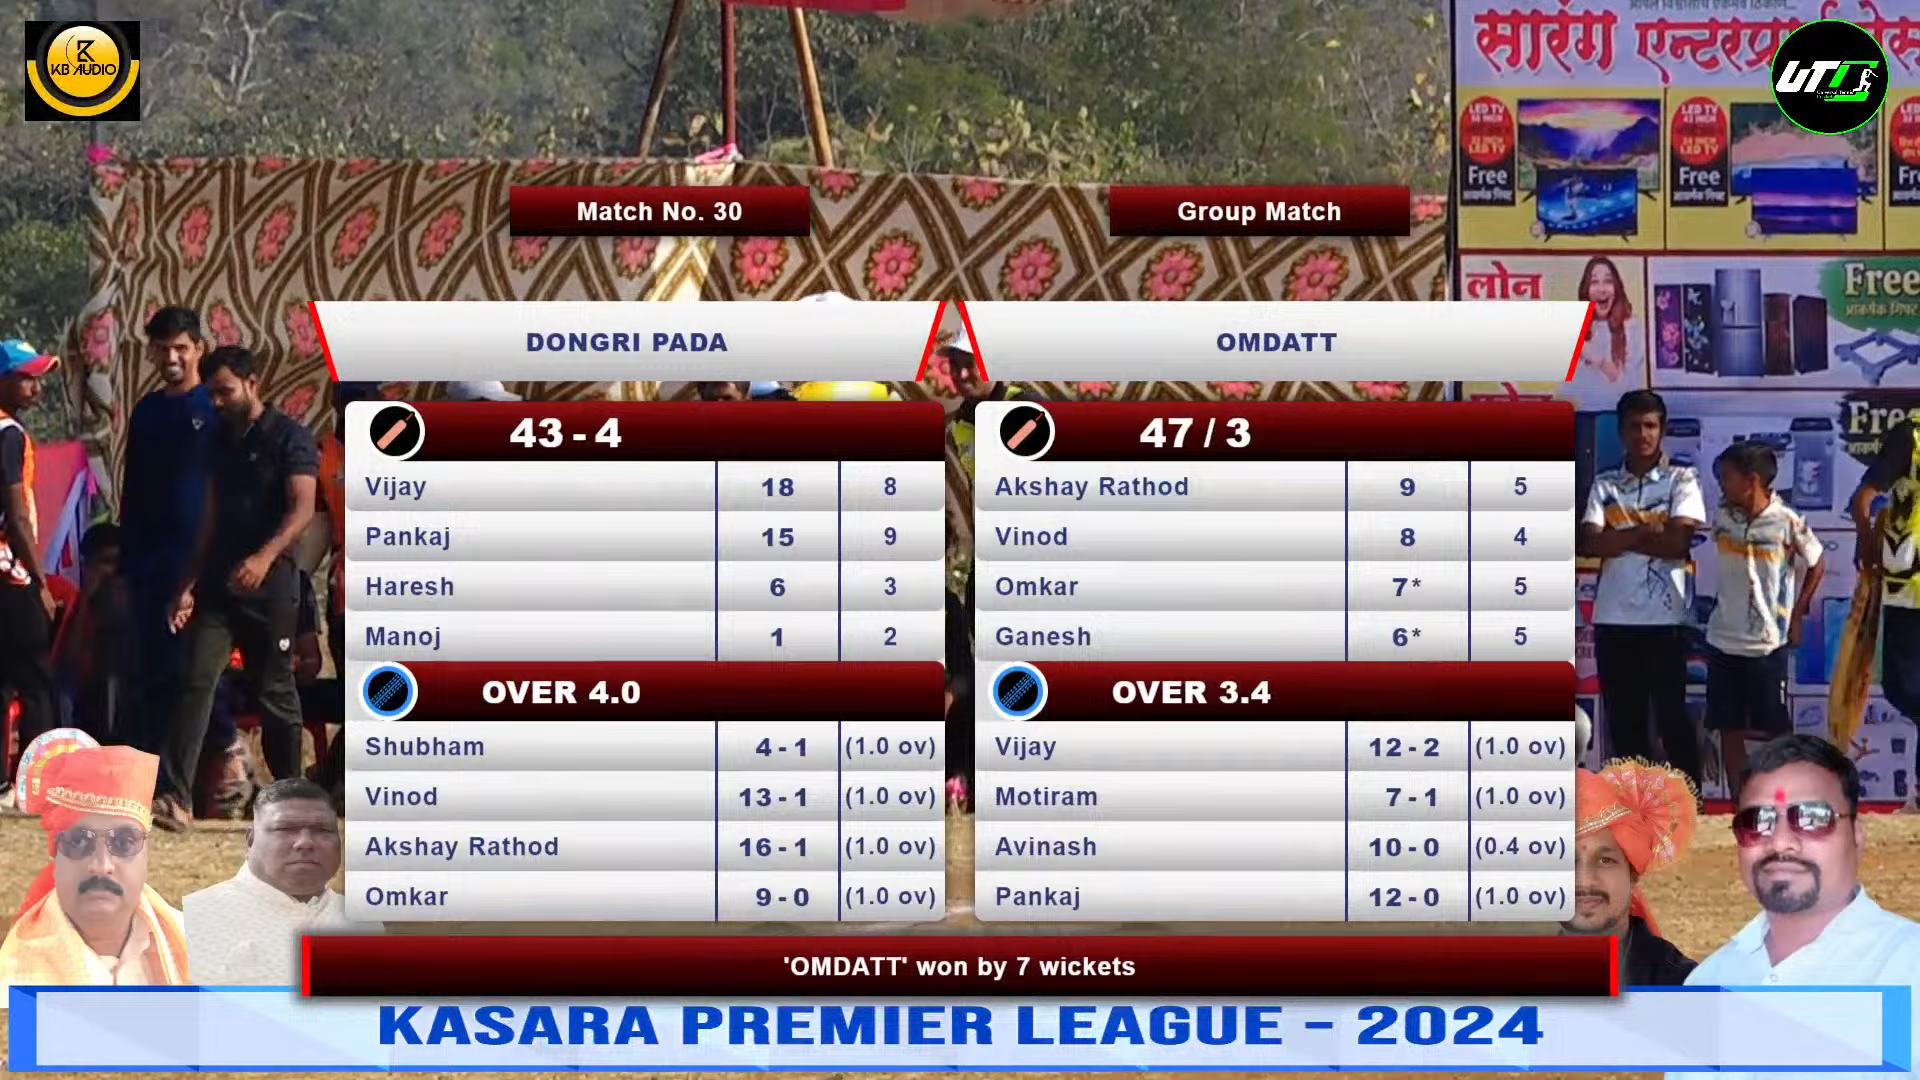 KB AUDIO
सारंग एन्टरप्रा
UTC
LED TV
LED TV
Free
Free
लोन
Free
Match No. 30
Group Match
DONGRI PADA
OMDATT
43 - 4
Vijay 18 8
Pankaj 15 9
Haresh 6 3
Manoj 1 2
OVER 4.0
Shubham 4 - 1 (1.0 ov)
Vinod 13 - 1 (1.0 ov)
Akshay Rathod 16 - 1 (1.0 ov)
Omkar 9 - 0 (1.0 ov)
47 / 3
Akshay Rathod 9 5
Vinod 8 4
Omkar 7* 5
Ganesh 6* 5
OVER 3.4
Vijay 12 - 2 (1.0 ov)
Motiram 7 - 1 (1.0 ov)
Avinash 10 - 0 (0.4 ov)
Pankaj 12 - 0 (1.0 ov)
'OMDATT' won by 7 wickets
KASARA PREMIER LEAGUE - 2024